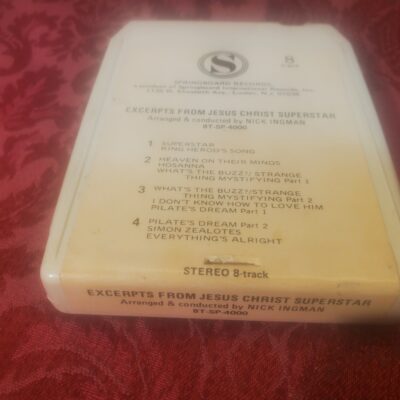 S
8
SPRINGBOARD RECORDS,
EXCERPTS FROM JESUS CHRIST SUPERSTAR
Arranged & conducted by NICK INGMAN
8T-SP-4000
1 SUPERSTAR
KING HEROD'S SONG
2 HEAVEN ON THEIR MINDS
HOSANNA
WHAT'S THE BUZZ?/STRANGE
THING MYSTIFYING Part 1
3 WHAT'S THE BUZZ?/STRANGE
THING MYSTIFYING Part 2
I DON'T KNOW HOW TO LOVE HIM
PILATE'S DREAM Part 1
4 PILATE'S DREAM Part 2
SIMON ZEALOTES
EVERYTHING'S ALRIGHT
STEREO 8-track
EXCERPTS FROM JESUS CHRIST SUPERSTAR
Arranged & conducted by NICK INGMAN
8T-SP-4000